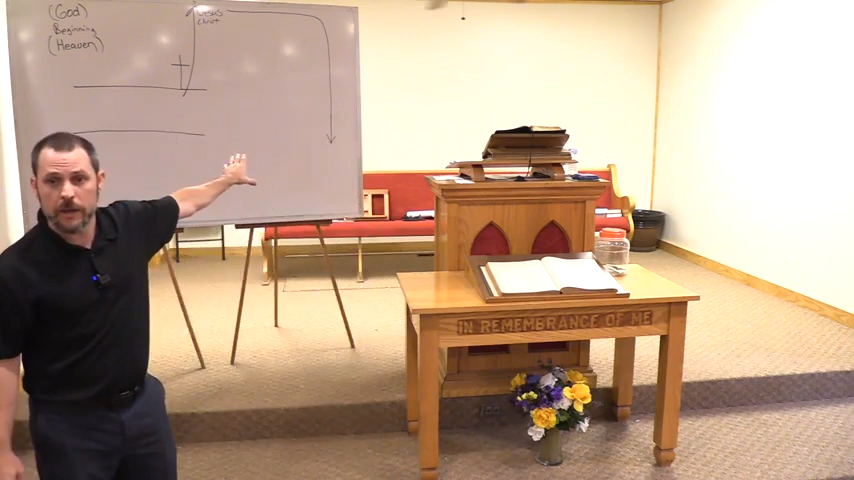 (God)
Beginning
(Heaven)
Jesus
Christ
IN REMEMBRANCE OF ME